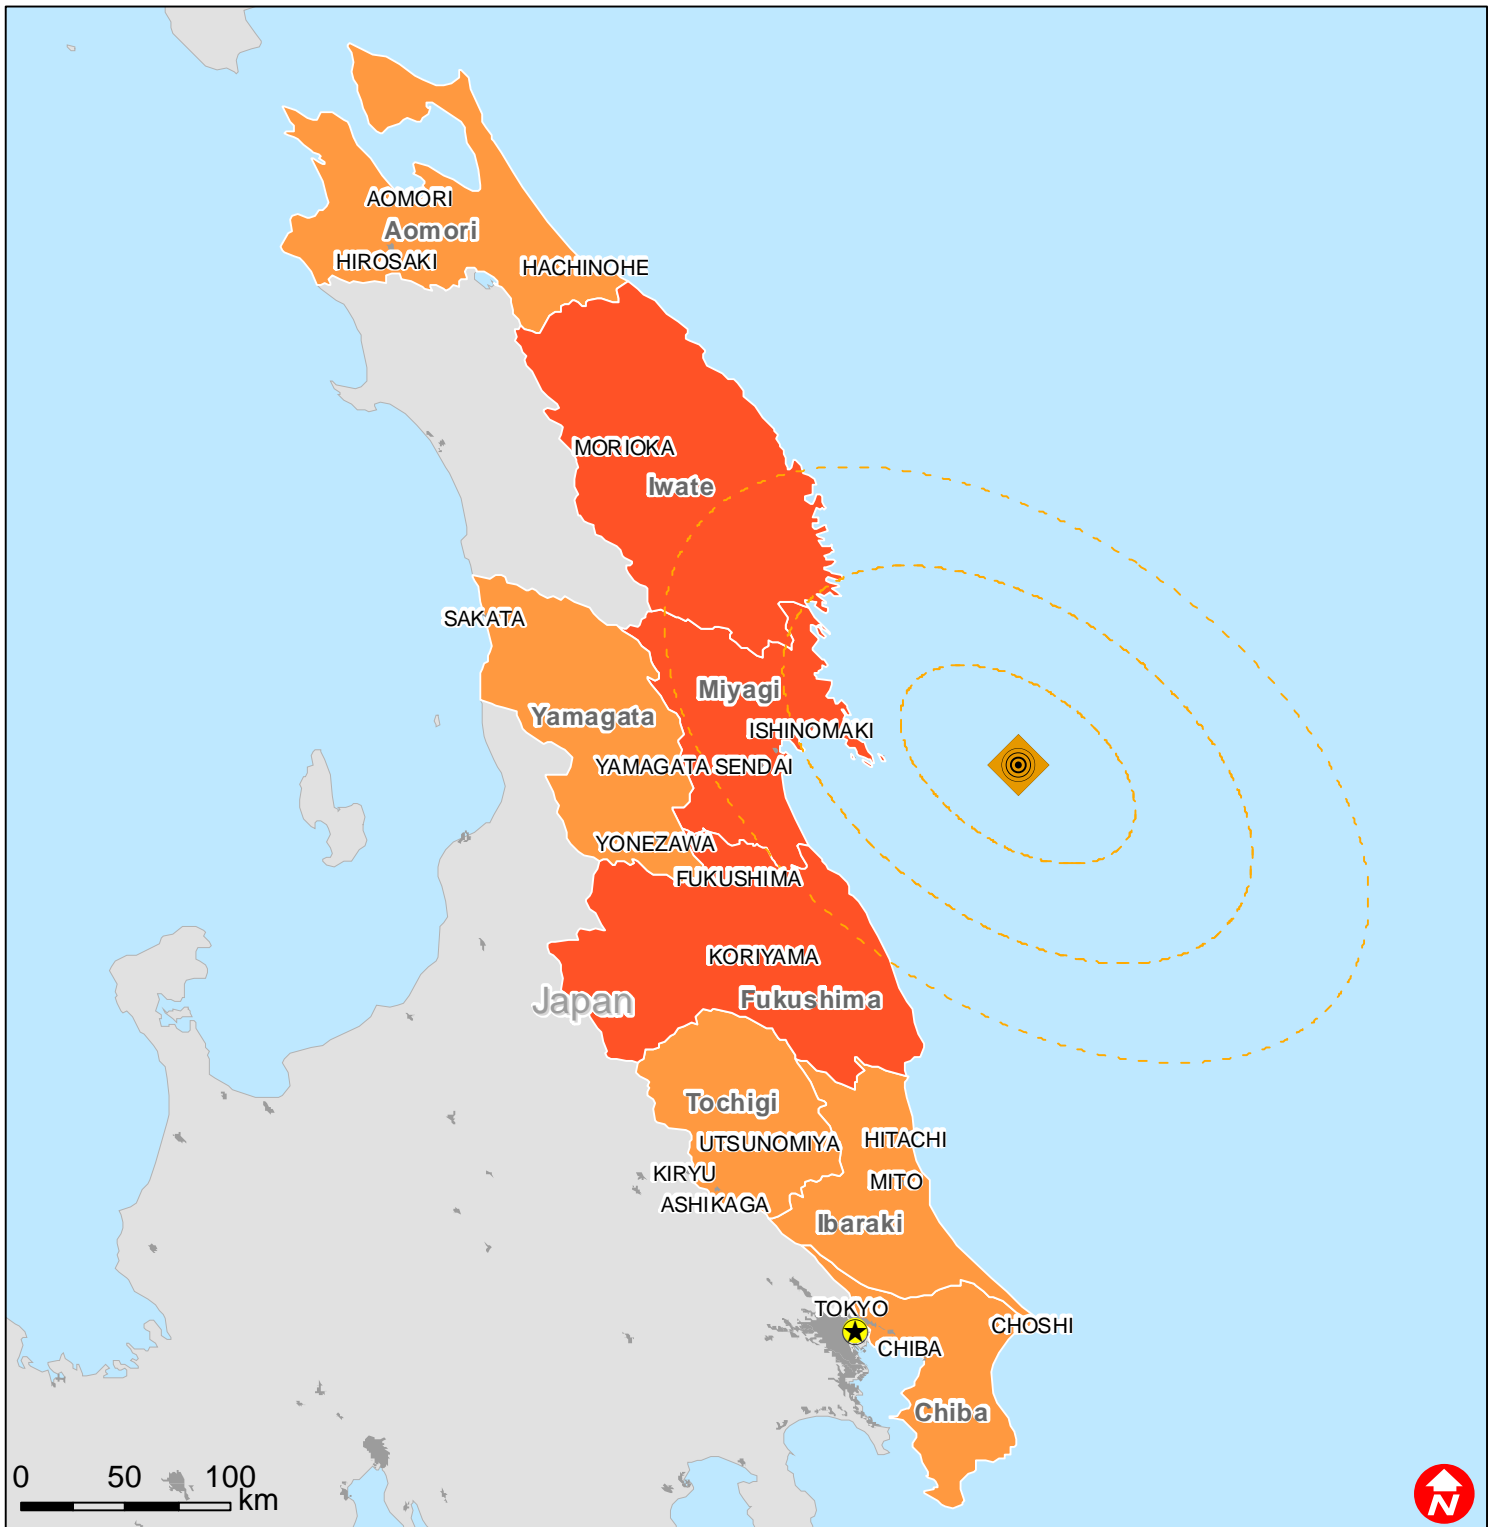 AOMORI
Aomori
HIROSAKI
HACHINOHE
MORIOKA
Iwate
SAKATA
Miyagi
Yamagata
ISHINOMAKI
YAMAGATA SENDAI
YONEZAWA
FUKUSHIMA
KORIYAMA
Fukushima
Japan
Tochigi
UTSUNOMIYA
HITACHI
KIRYU
MITO
ASHIKAGA
Ibaraki
TOKYO
CHOSHI
CHIBA
Chiba
0 50 100
km
N